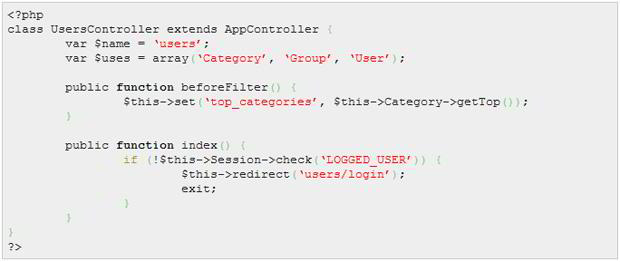 <?php
class UsersController extends AppController {
var $name = ‘users’;
var $uses = array(‘Category’, ‘Group’, ‘User’);
public function beforeFilter() {
$this->set(‘top_categories’, $this->Category->getTop());
}
public function index() {
if (!$this->Session->check(‘LOGGED_USER’)) {
$this->redirect(‘users/login’);
exit;
}
}
}
?>